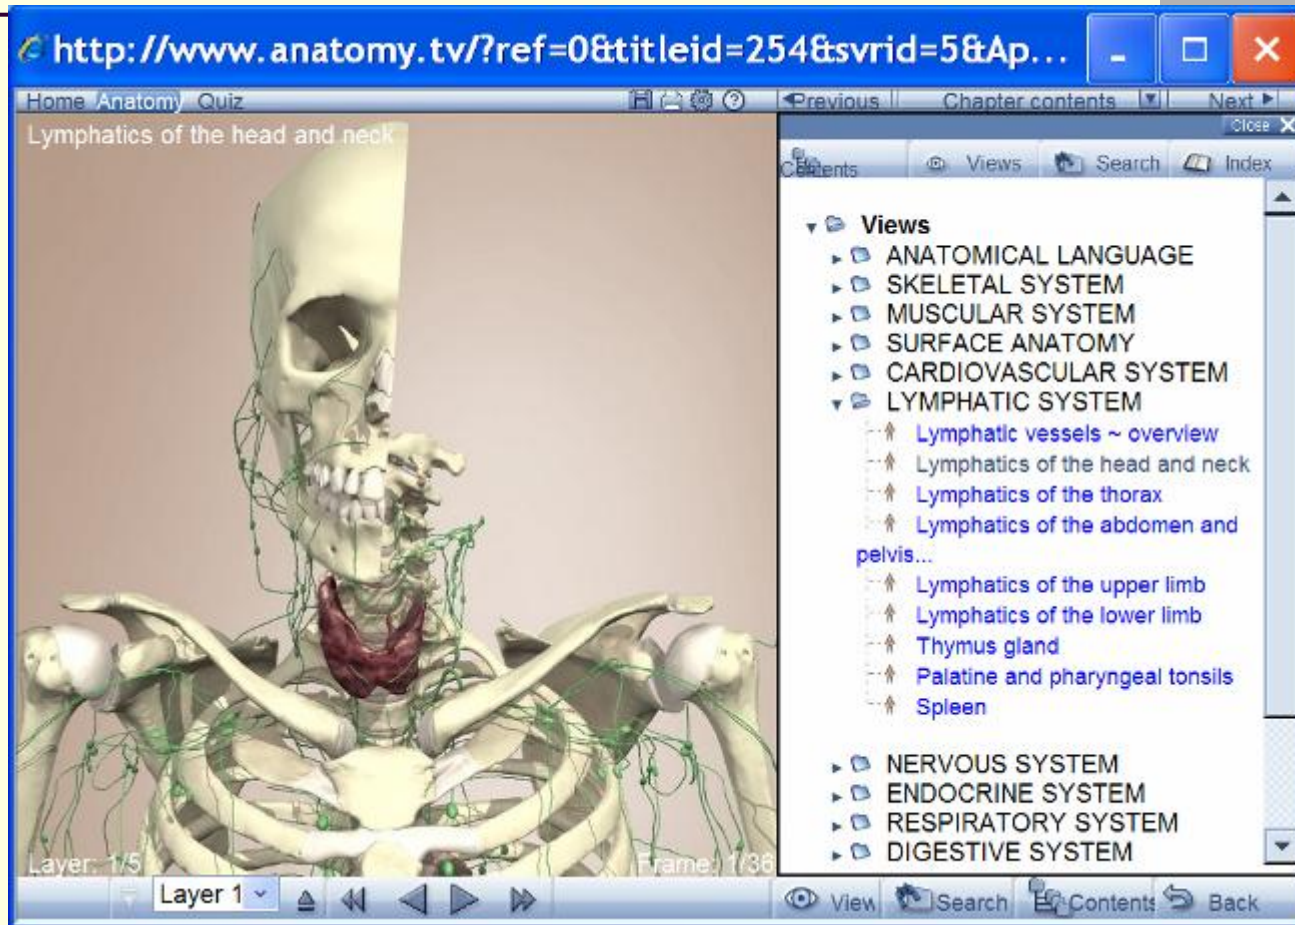 http://www.anatomy.tv/?ref=0&titleid=254&svrid=5&Ap...
Home Anatomy Quiz
Previous Chapter contents Next
Close X
Lymphatics of the head and neck
Contents Views Search Index
Views
ANATOMICAL LANGUAGE
SKELETAL SYSTEM
MUSCULAR SYSTEM
SURFACE ANATOMY
CARDIOVASCULAR SYSTEM
LYMPHATIC SYSTEM
Lymphatic vessels ~ overview
Lymphatics of the head and neck
Lymphatics of the thorax
Lymphatics of the abdomen and
pelvis...
Lymphatics of the upper limb
Lymphatics of the lower limb
Thymus gland
Palatine and pharyngeal tonsils
Spleen
NERVOUS SYSTEM
ENDOCRINE SYSTEM
RESPIRATORY SYSTEM
DIGESTIVE SYSTEM
Layer: 1/5 Frame: 1/36
Layer 1
View Search Contents Back